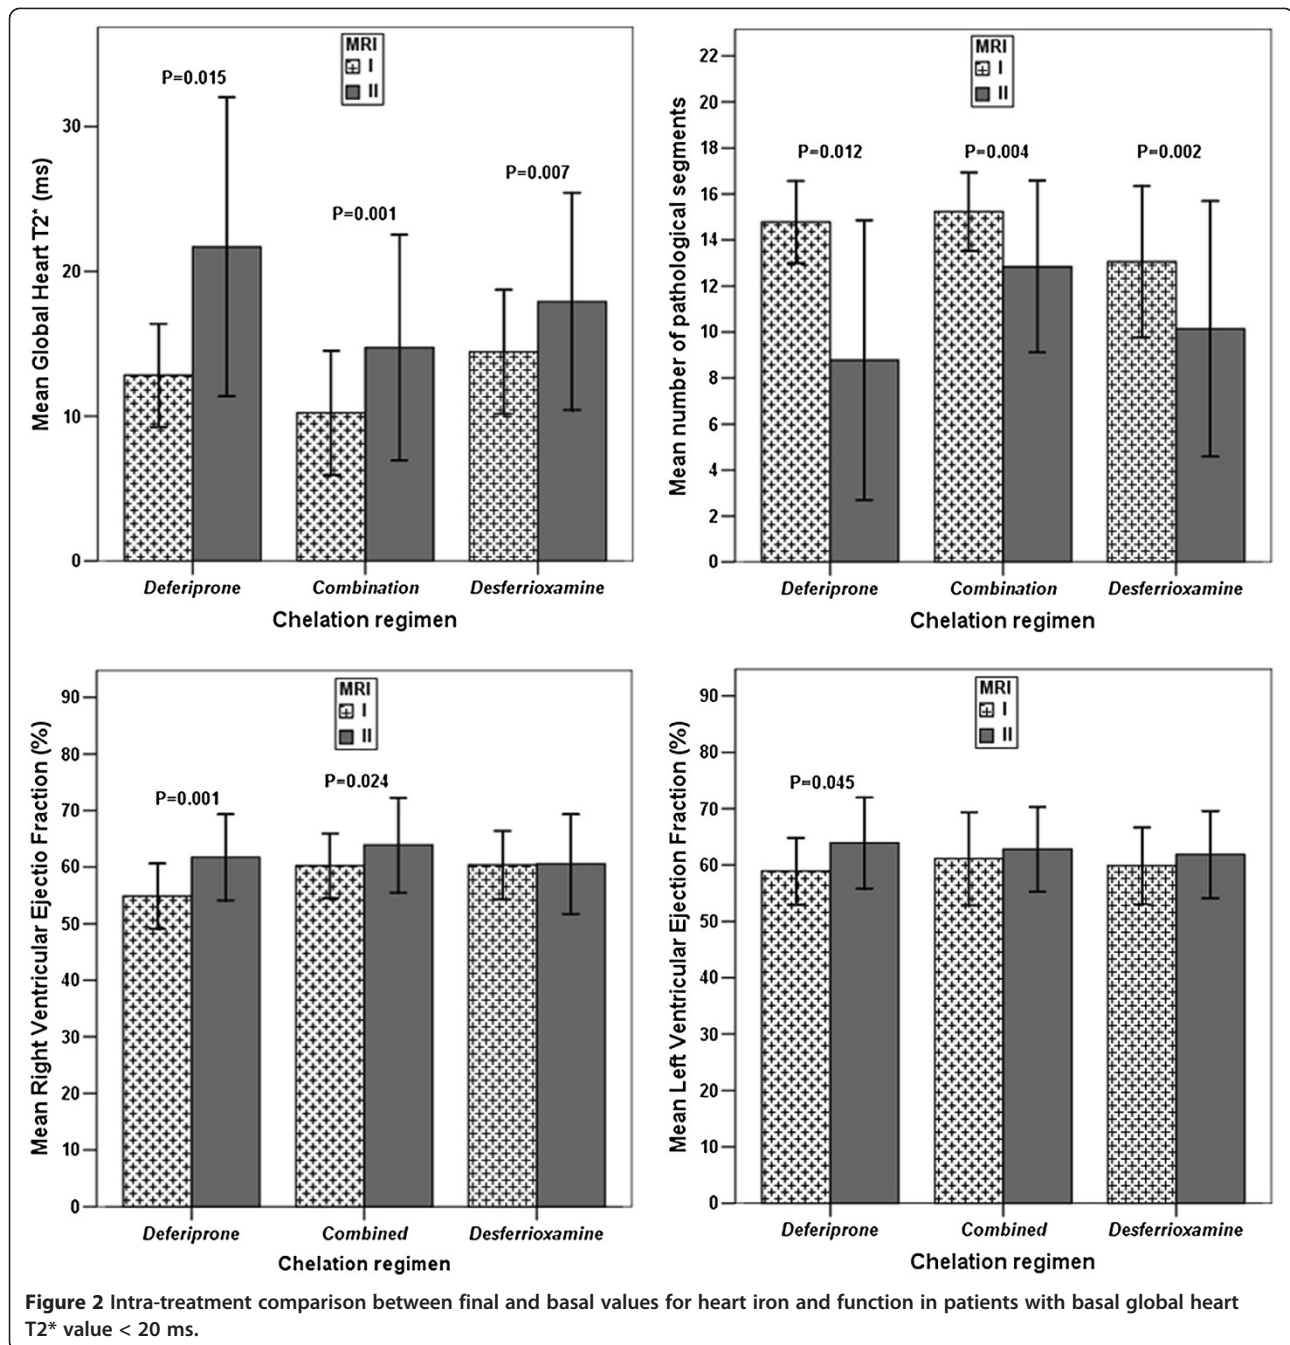 MRI
I
II
P=0.015
P=0.001
P=0.007
30
20
10
0
Mean Global Heart T2* (ms)
Deferiprone Combination Desferrioxamine
Chelation regimen
MRI
I
II
P=0.012 P=0.004 P=0.002
22
20
18
16
14
12
10
8
6
4
2
0
Mean number of pathological segments
Deferiprone Combination Desferrioxamine
Chelation regimen
MRI
I
II
P=0.001
P=0.024
90
80
70
60
50
40
30
20
10
0
Mean Right Ventricular Ejectio Fraction (%)
Deferiprone Combined Desferrioxamine
Chelation regimen
MRI
I
II
P=0.045
90
80
70
60
50
40
30
20
10
0
Mean Left Ventricular Ejection Fraction (%)
Deferiprone Combined Desferrioxamine
Chelation regimen
Figure 2 Intra-treatment comparison between final and basal values for heart iron and function in patients with basal global heart
T2* value < 20 ms.